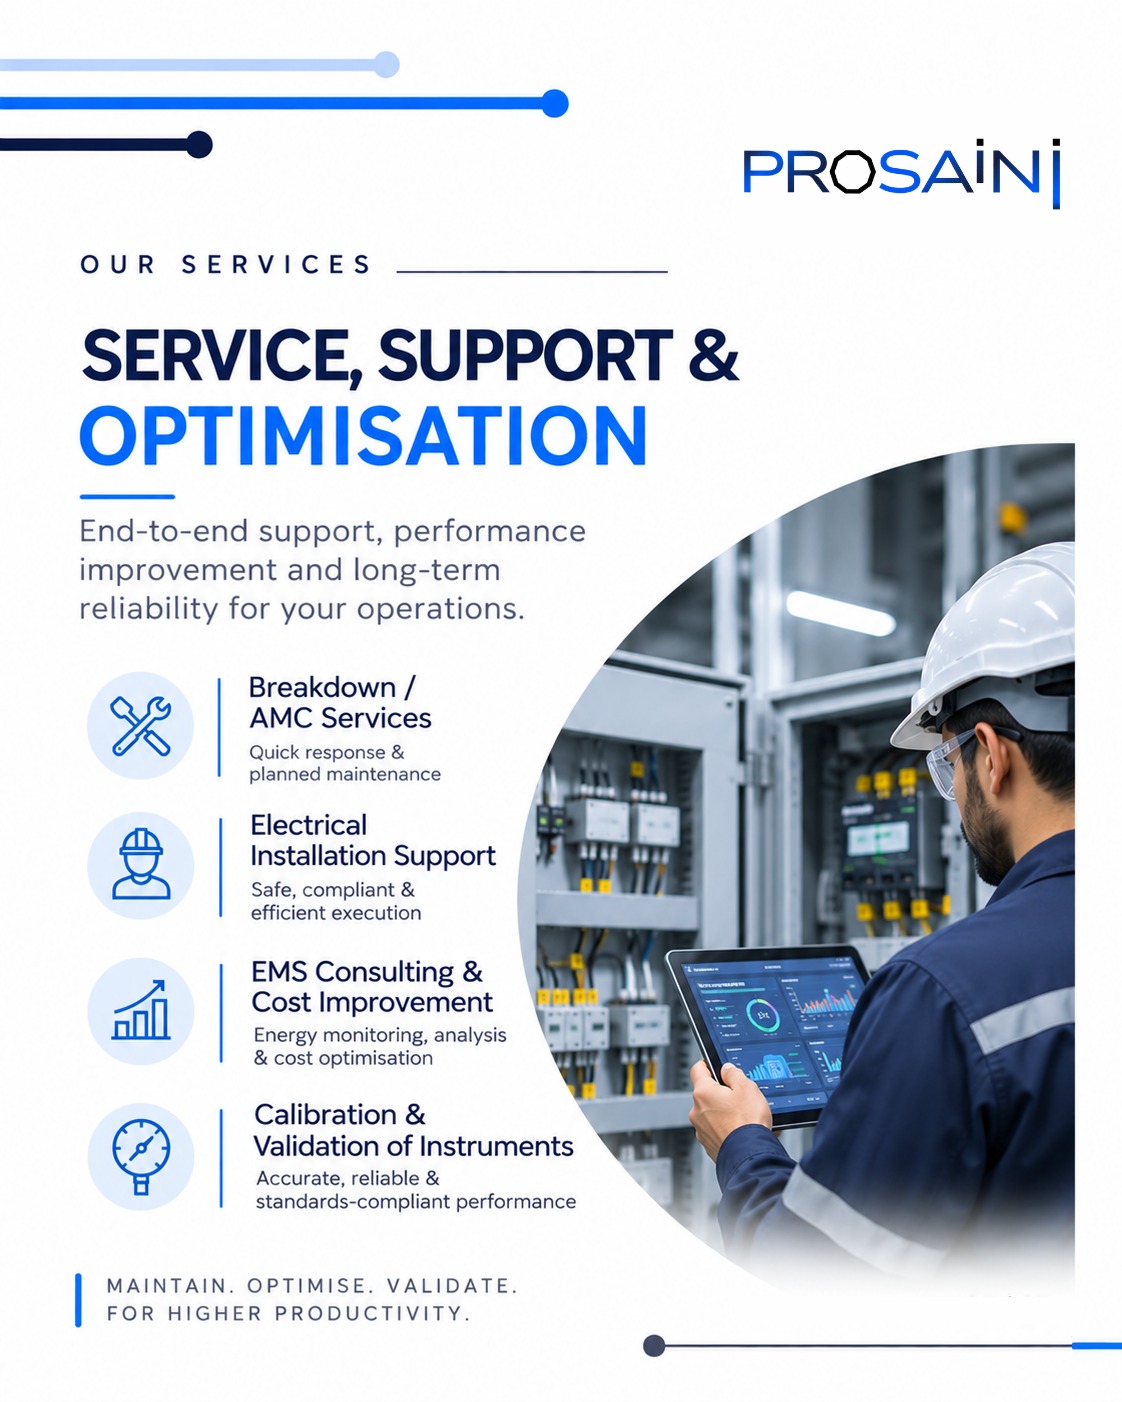 PROSAINI
OUR SERVICES
SERVICE, SUPPORT &
OPTIMISATION
End-to-end support, performance
improvement and long-term
reliability for your operations.
Breakdown /
AMC Services
Quick response &
planned maintenance
Electrical
Installation Support
Safe, compliant &
efficient execution
EMS Consulting &
Cost Improvement
Energy monitoring, analysis
& cost optimisation
Calibration &
Validation of Instruments
Accurate, reliable &
standards-compliant performance
MAINTAIN. OPTIMISE. VALIDATE.
FOR HIGHER PRODUCTIVITY.